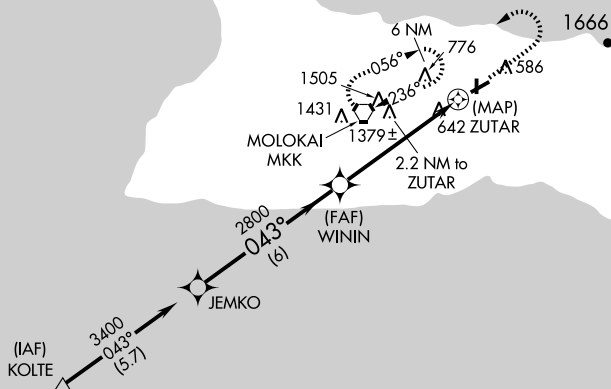 1666
6 NM
776
056°
586
1505
236°
1431
(MAP)
642 ZUTAR
1379±
MOLOKAI
MKK
2.2 NM to
ZUTAR
(FAF)
WININ
2800
043°
(6)
JEMKO
3400
043°
(5.7)
(IAF)
KOLTE